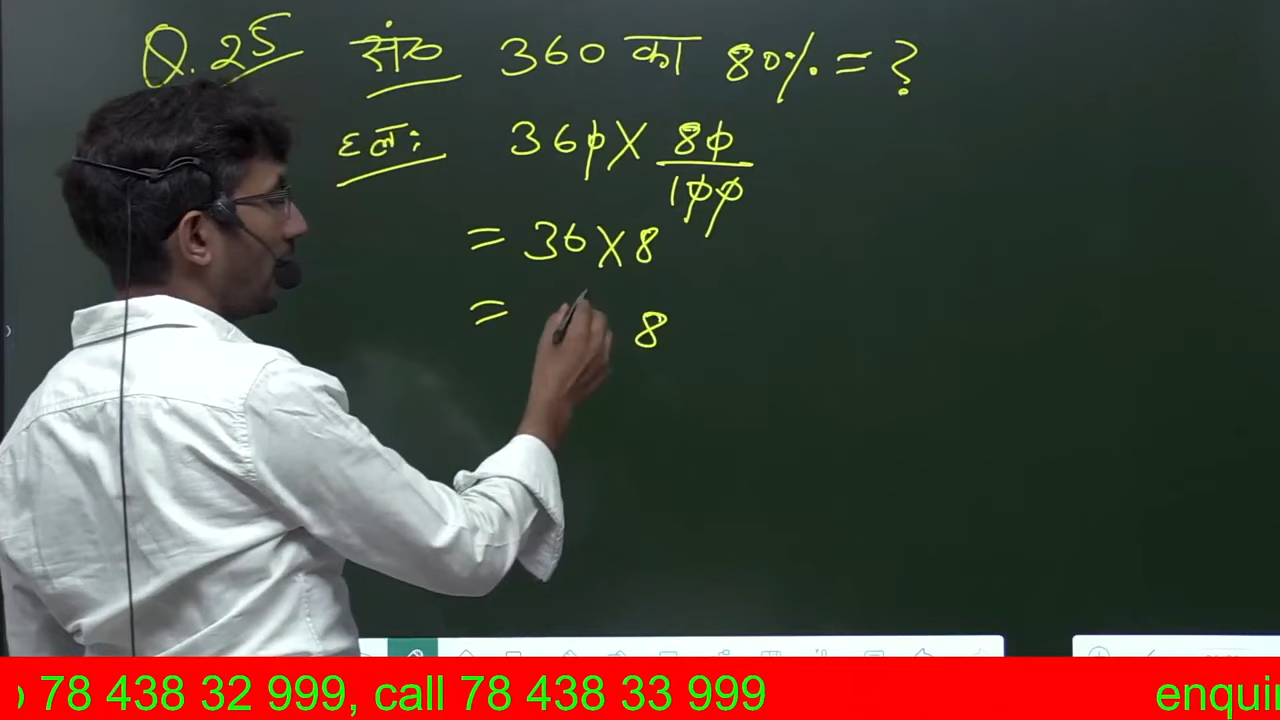 Q.25 सं० 360 का 80% = ?
हल: 360 X 80/100
= 36 X 8
= 8
78 438 32 999, call 78 438 33 999 enqui